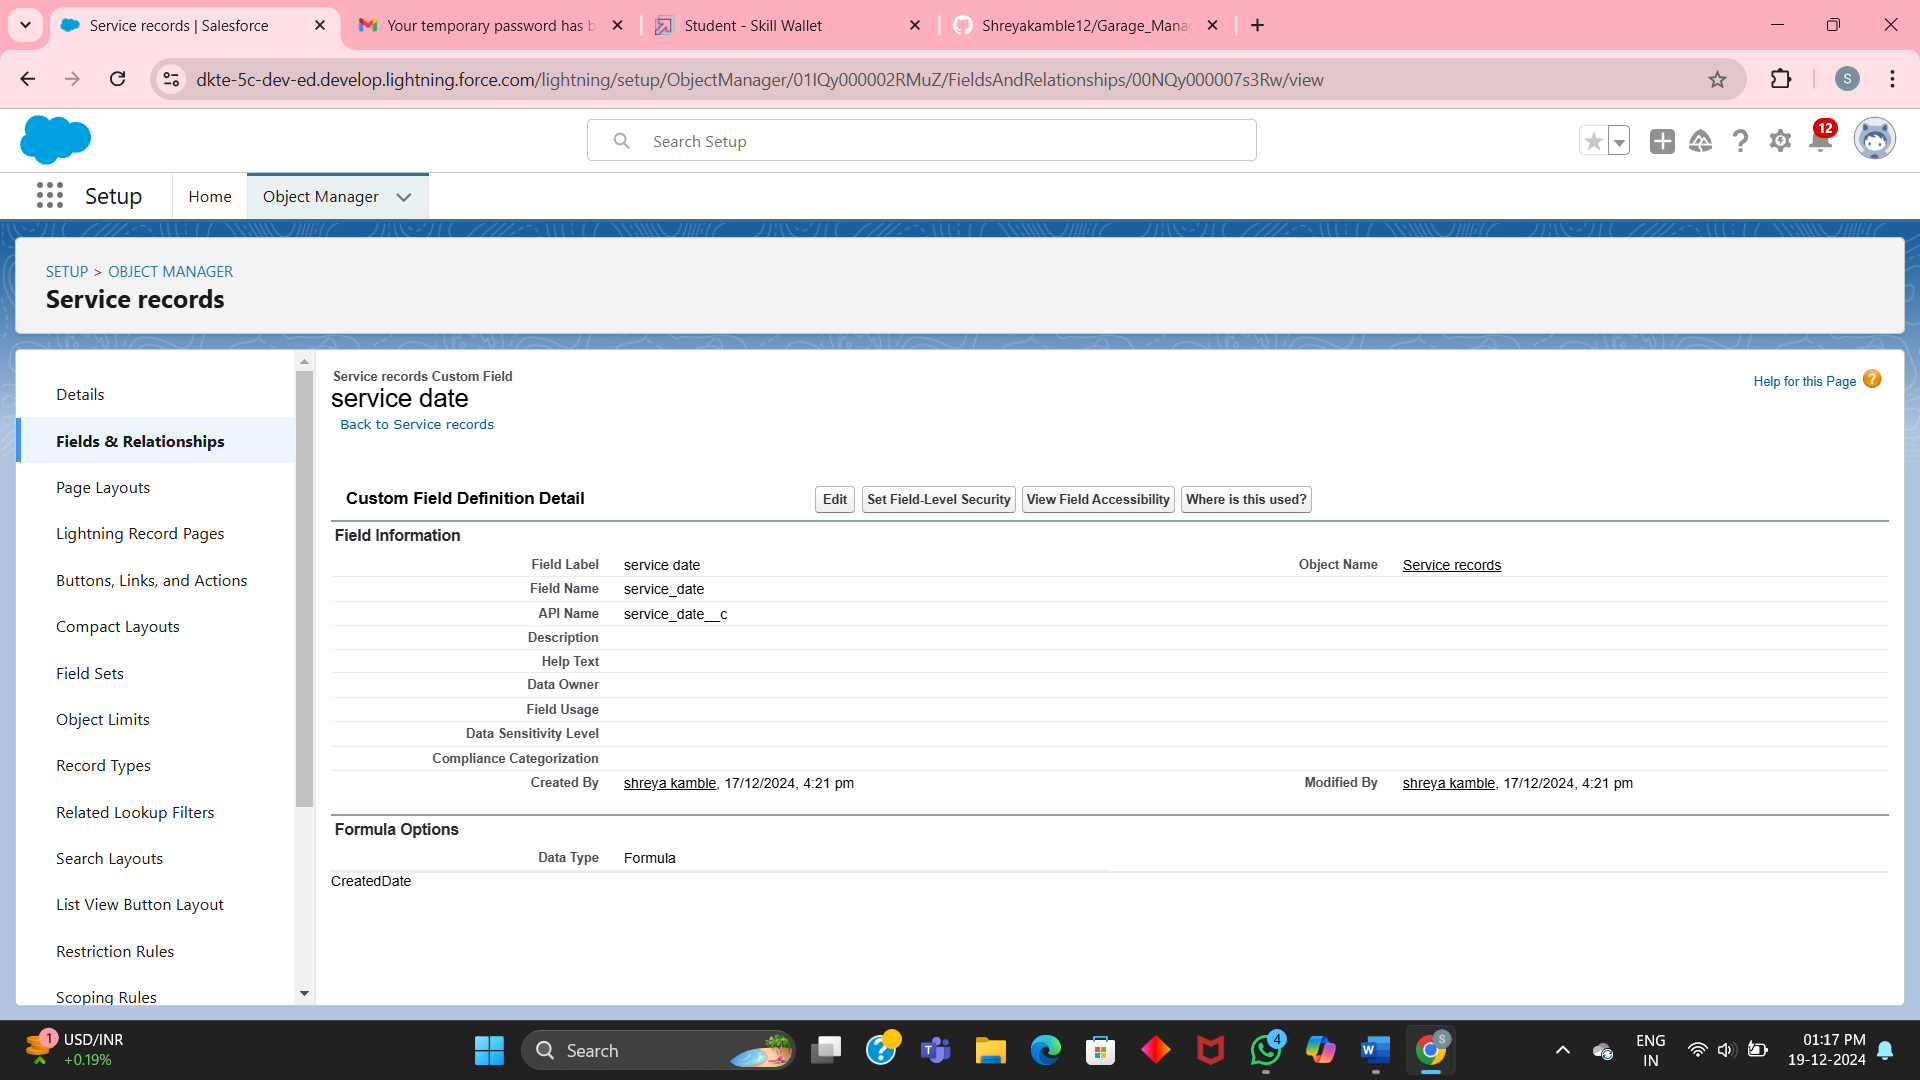 Service records | Salesforce
Your temporary password has b
Student - Skill Wallet
Shreyakamble12/Garage_Mana
dkte-5c-dev-ed.develop.lightning.force.com/lightning/setup/ObjectManager/01IQy000002RMuZ/FieldsAndRelationships/00NQy000007s3Rw/view
S
Search Setup
12
Setup
Home
Object Manager
SETUP > OBJECT MANAGER
Service records
Details
Fields & Relationships
Page Layouts
Lightning Record Pages
Buttons, Links, and Actions
Compact Layouts
Field Sets
Object Limits
Record Types
Related Lookup Filters
Search Layouts
List View Button Layout
Restriction Rules
Scoping Rules
Service records Custom Field
service date
Back to Service records
Help for this Page
Custom Field Definition Detail
Edit
Set Field-Level Security
View Field Accessibility
Where is this used?
Field Information
Field Label service date
Object Name Service records
Field Name service_date
API Name service_date__c
Description
Help Text
Data Owner
Field Usage
Data Sensitivity Level
Compliance Categorization
Created By shreya kamble, 17/12/2024, 4:21 pm
Modified By shreya kamble, 17/12/2024, 4:21 pm
Formula Options
Data Type Formula
CreatedDate
1
USD/INR
+0.19%
Search
4
S
ENG
IN
01:17 PM
19-12-2024